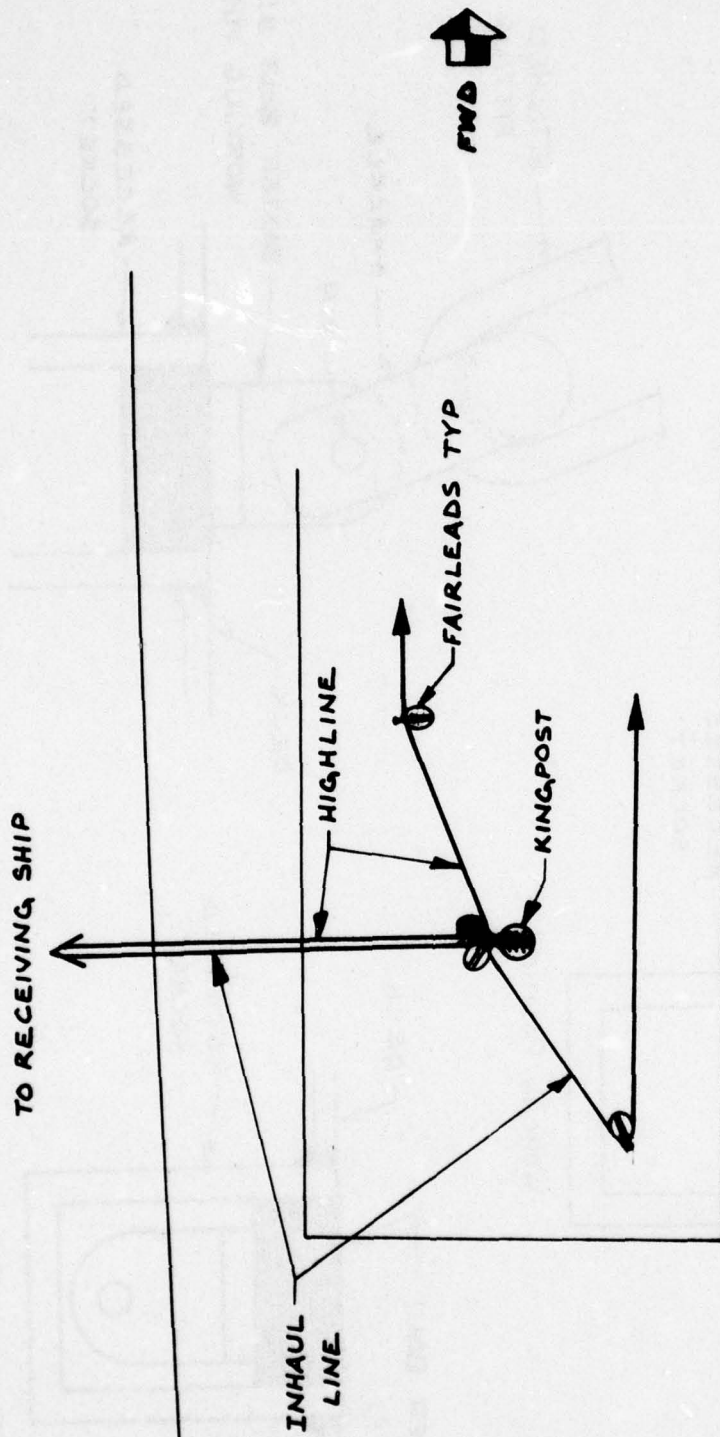 TO RECEIVING SHIP
HIGHLINE
FAIRLEADS TYP
KINGPOST
INHAUL
LINE
FWD